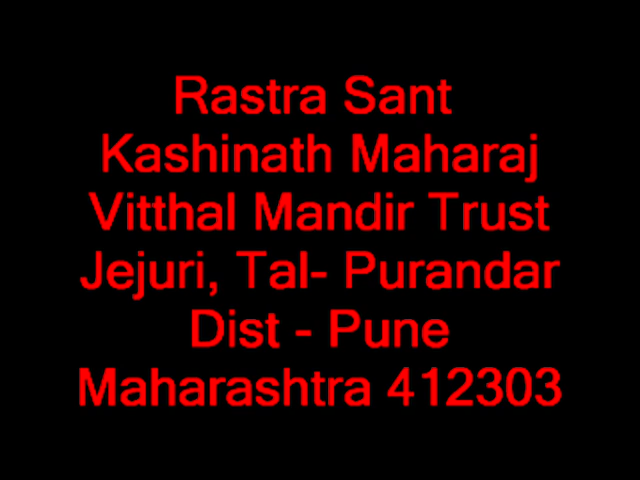 Rastra Sant
Kashinath Maharaj
Vitthal Mandir Trust
Jejuri, Tal- Purandar
Dist - Pune
Maharashtra 412303